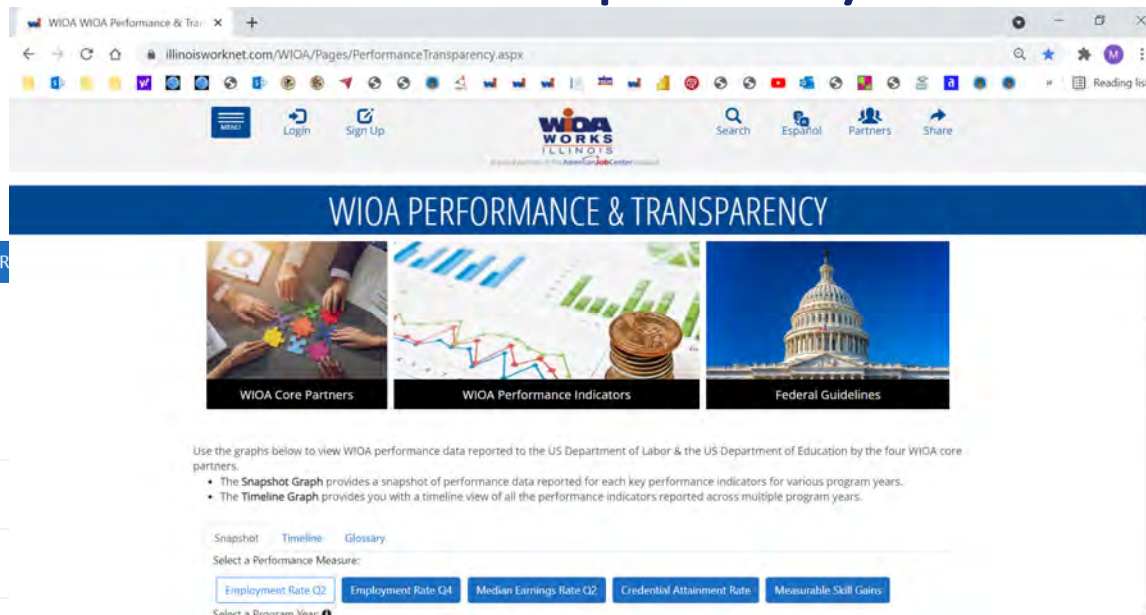 WIOA WIOA Performance & Tra
illinoisworknet.com/WIOA/Pages/PerformanceTransparency.aspx
M
Reading list
MENU
Login
Sign Up
WIOA
WORKS
ILLINOIS
AmericanJobCenter
Search
Español
Partners
Share
WIOA PERFORMANCE & TRANSPARENCY
R
WIOA Core Partners
WIOA Performance Indicators
Federal Guidelines
Use the graphs below to view WIOA performance data reported to the US Department of Labor & the US Department of Education by the four WIOA core
partners.
• The Snapshot Graph provides a snapshot of performance data reported for each key performance indicators for various program years.
• The Timeline Graph provides you with a timeline view of all the performance indicators reported across multiple program years.
Snapshot Timeline Glossary
Select a Performance Measure:
Employment Rate Q2 Employment Rate Q4 Median Earnings Rate Q2 Credential Attainment Rate Measurable Skill Gains
Select a Program Year: